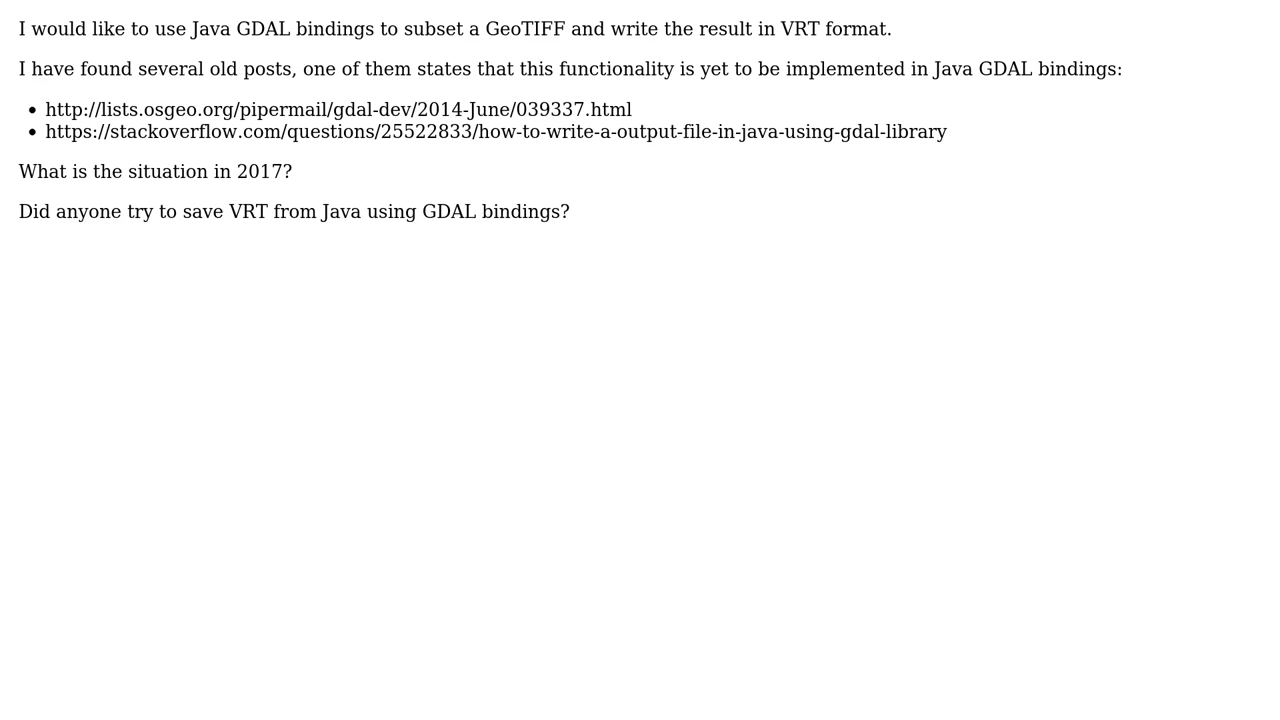 I would like to use Java GDAL bindings to subset a GeoTIFF and write the result in VRT format.
I have found several old posts, one of them states that this functionality is yet to be implemented in Java GDAL bindings:
• http://lists.osgeo.org/pipermail/gdal-dev/2014-June/039337.html
• https://stackoverflow.com/questions/25522833/how-to-write-a-output-file-in-java-using-gdal-library
What is the situation in 2017?
Did anyone try to save VRT from Java using GDAL bindings?